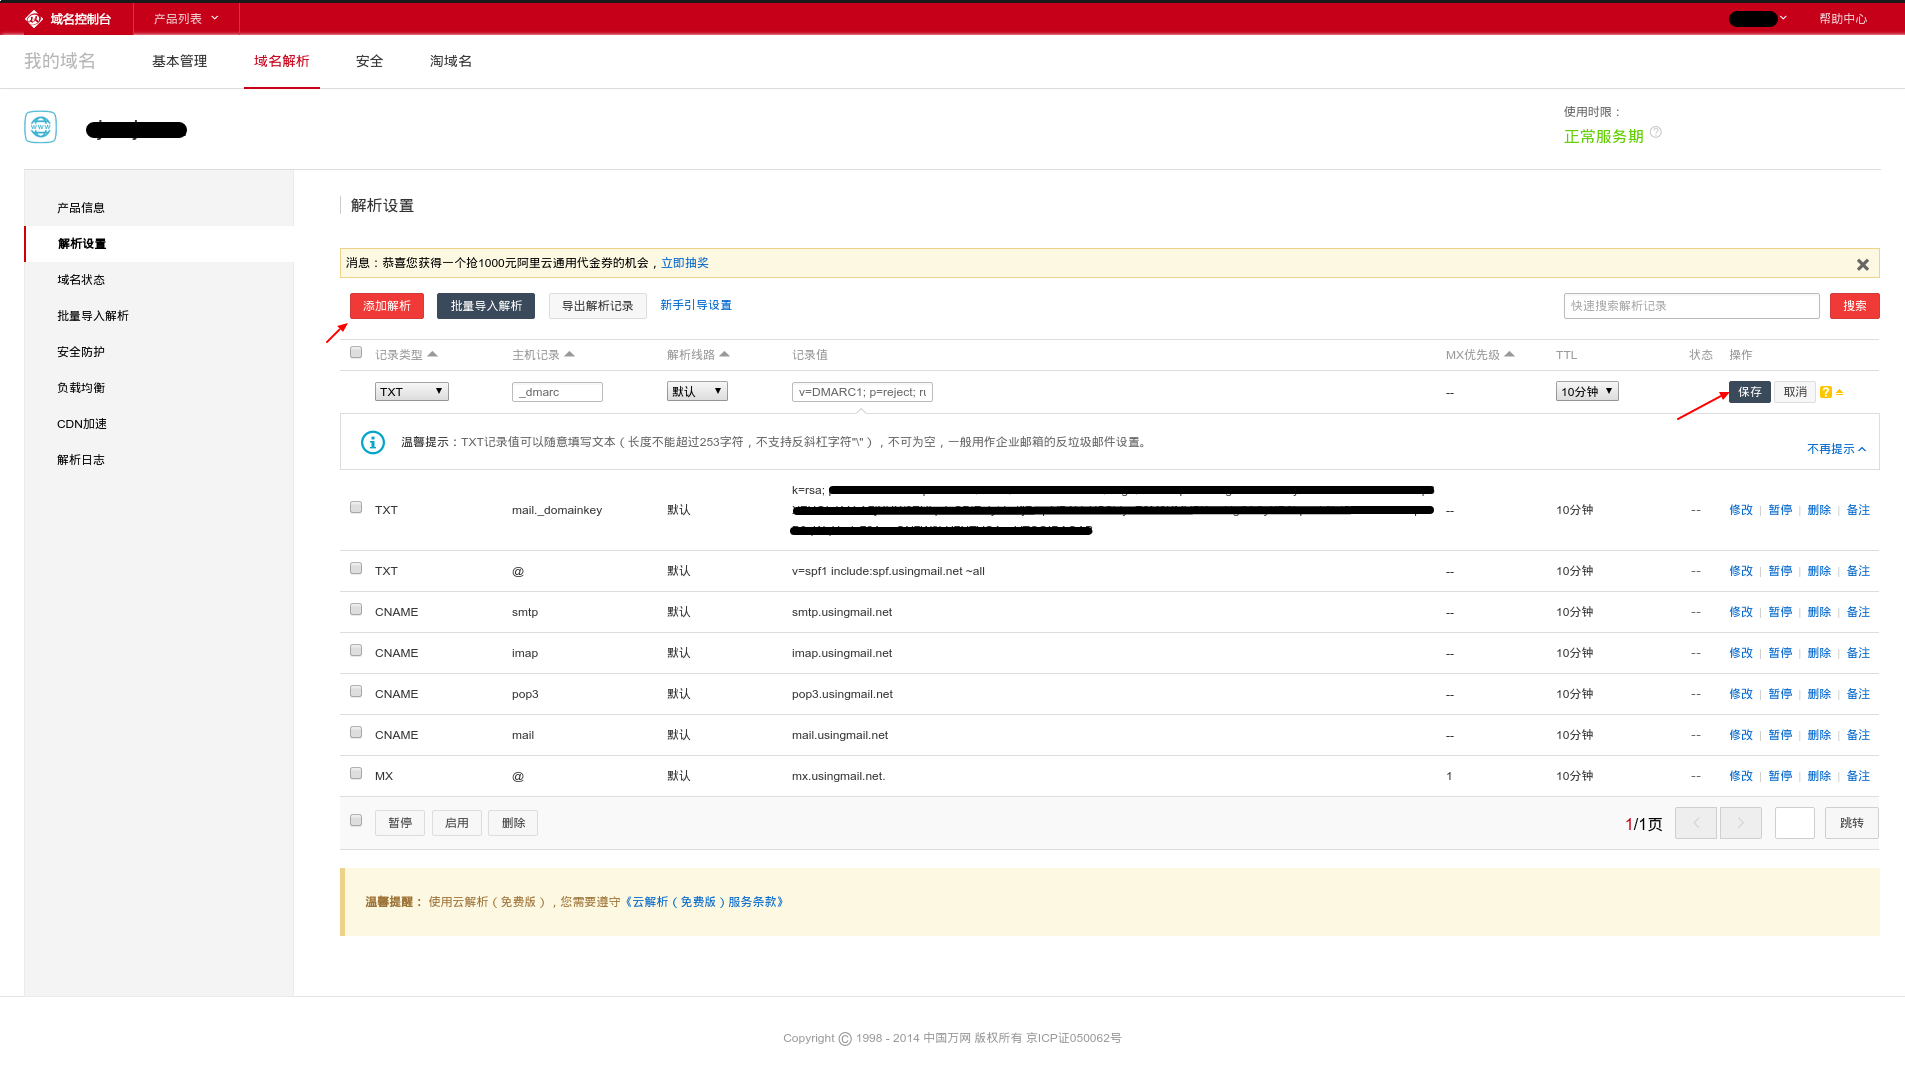 域名控制台 产品列表 帮助中心
我的域名 基本管理 域名解析 安全 淘域名
www
使用时限：
正常服务期 ?
产品信息
解析设置
域名状态
批量导入解析
安全防护
负载均衡
CDN加速
解析日志
解析设置
消息：恭喜您获得一个抢1000元阿里云通用代金券的机会，立即抽奖
添加解析 批量导入解析 导出解析记录 新手引导设置 快速搜索解析记录 搜索
记录类型 主机记录 解析线路 记录值 MX优先级 TTL 状态 操作
TXT _dmarc 默认 v=DMARC1; p=reject; -- 10分钟 保存 取消 ?
温馨提示：TXT记录值可以随意填写文本（长度不能超过253字符，不支持反斜杠字符"\"），不可为空，一般用作企业邮箱的反垃圾邮件设置。
不再提示
TXT mail._domainkey 默认 k=rsa; -- 10分钟 -- 修改 | 暂停 | 删除 | 备注
TXT @ 默认 v=spf1 include:spf.usingmail.net ~all -- 10分钟 -- 修改 | 暂停 | 删除 | 备注
CNAME smtp 默认 smtp.usingmail.net -- 10分钟 -- 修改 | 暂停 | 删除 | 备注
CNAME imap 默认 imap.usingmail.net -- 10分钟 -- 修改 | 暂停 | 删除 | 备注
CNAME pop3 默认 pop3.usingmail.net -- 10分钟 -- 修改 | 暂停 | 删除 | 备注
CNAME mail 默认 mail.usingmail.net -- 10分钟 -- 修改 | 暂停 | 删除 | 备注
MX @ 默认 mx.usingmail.net. 1 10分钟 -- 修改 | 暂停 | 删除 | 备注
暂停 启用 删除 1/1页 跳转
温馨提醒： 使用云解析（免费版），您需要遵守《云解析（免费版）服务条款》
Copyright © 1998 - 2014 中国万网 版权所有 京ICP证050062号